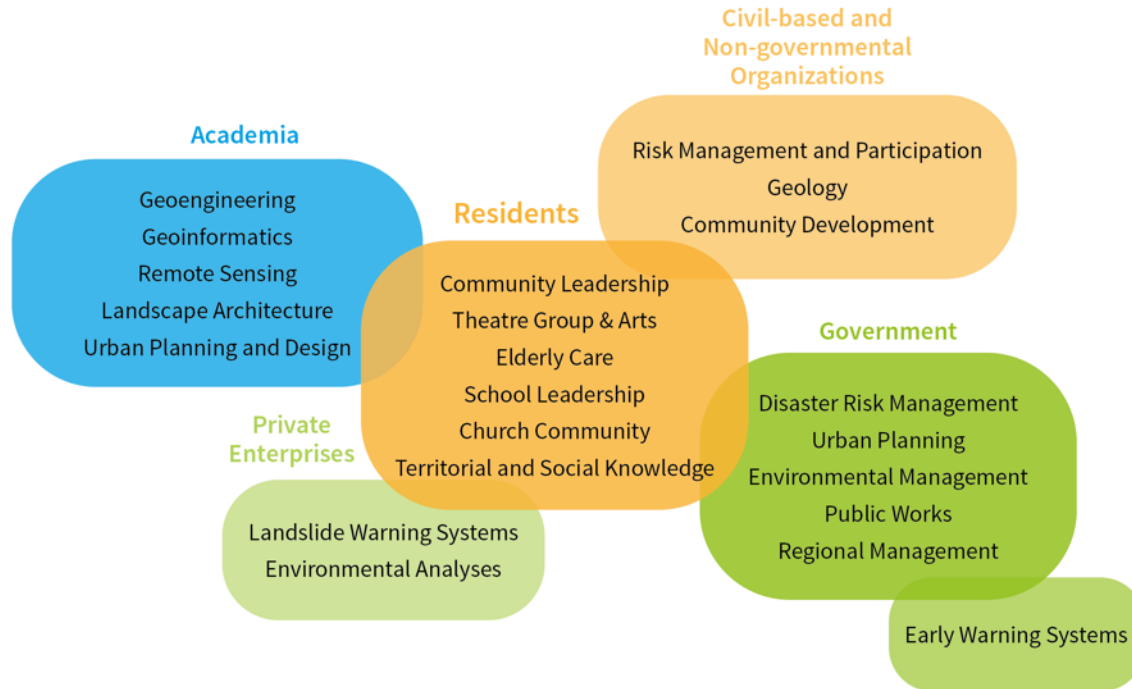 Civil-based and
Non-governmental
Organizations
Risk Management and Participation
Geology
Community Development
Academia
Geoengineering
Geoinformatics
Remote Sensing
Landscape Architecture
Urban Planning and Design
Residents
Community Leadership
Theatre Group & Arts
Elderly Care
School Leadership
Church Community
Territorial and Social Knowledge
Government
Disaster Risk Management
Urban Planning
Environmental Management
Public Works
Regional Management
Private
Enterprises
Landslide Warning Systems
Environmental Analyses
Early Warning Systems